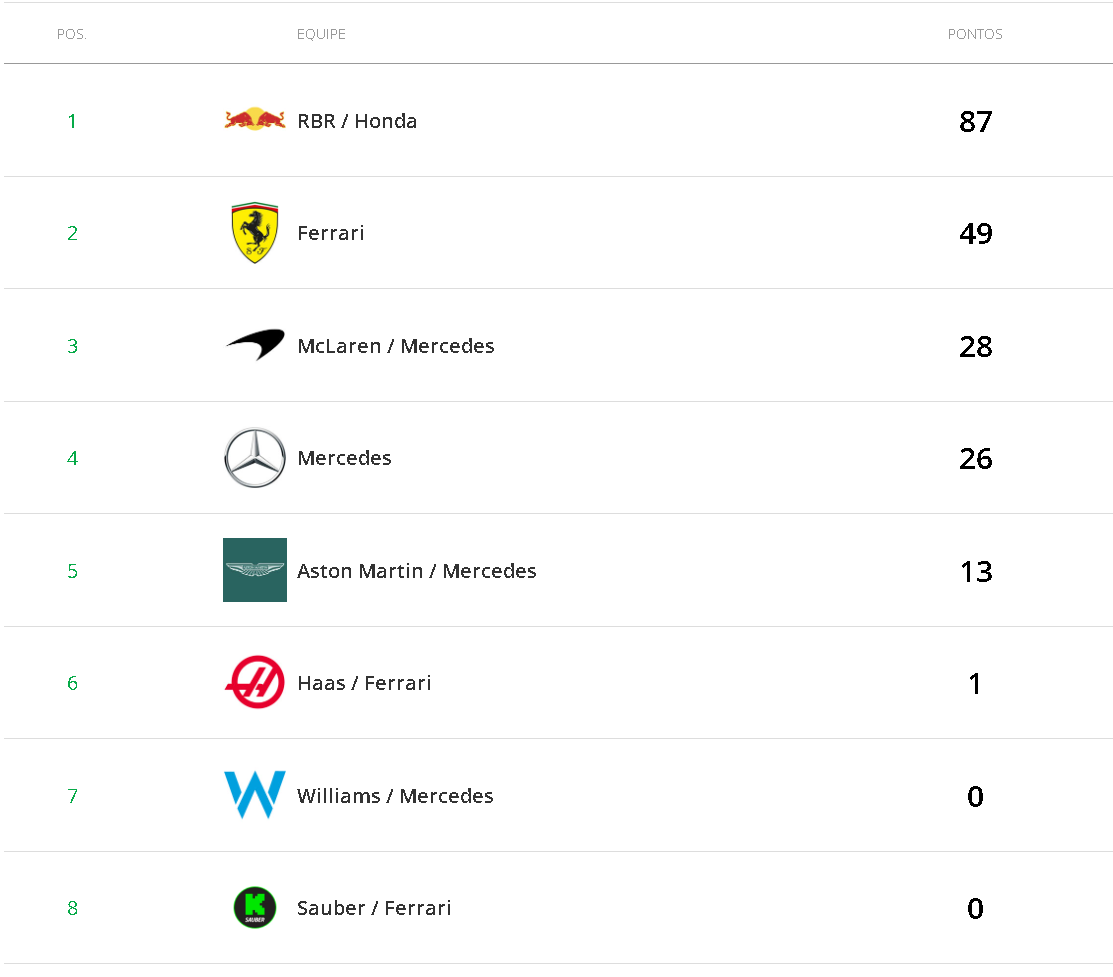 POS. EQUIPE PONTOS
1 RBR / Honda 87
2 Ferrari 49
3 McLaren / Mercedes 28
4 Mercedes 26
5 Aston Martin / Mercedes 13
6 Haas / Ferrari 1
7 Williams / Mercedes 0
8 K SAUBER Sauber / Ferrari 0